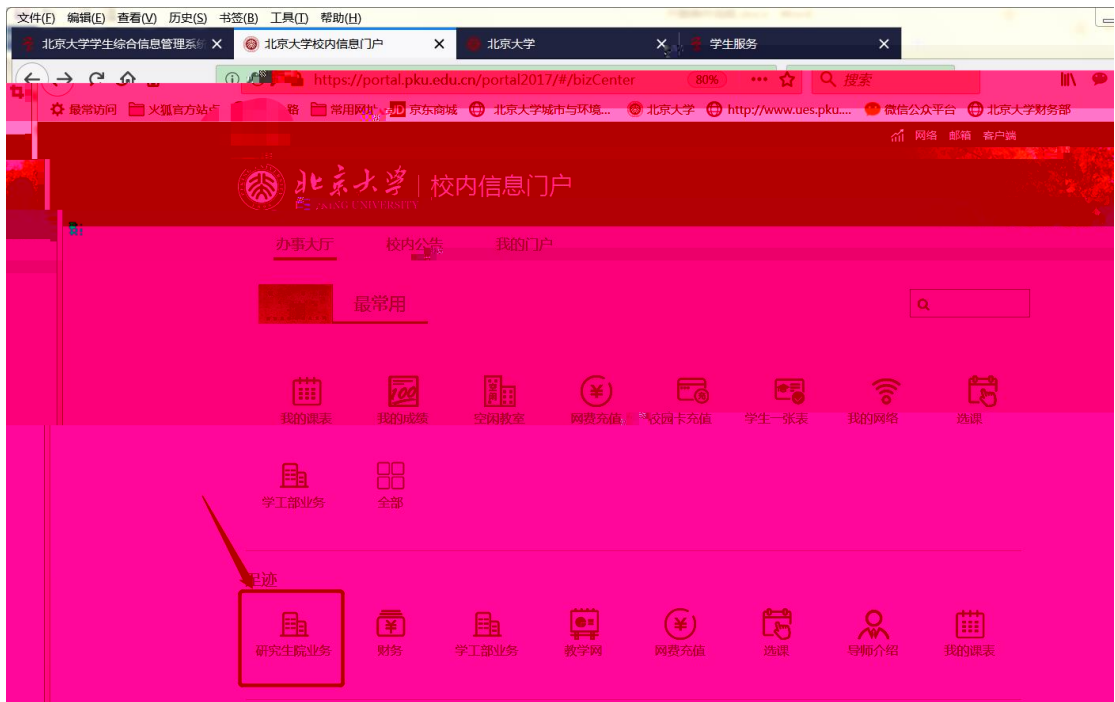 文件(F) 编辑(E) 查看(V) 历史(S) 书签(B) 工具(T) 帮助(H)
北京大学学生综合信息管理系统 北京大学校内信息门户 北京大学 学生服务
https://portal.pku.edu.cn/portal2017/#/bizCenter 80% 搜索
最常访问 火狐官方站点 常用网址 京东商城 北京大学城市与环境... 北京大学 http://www.ues.pku.... 微信公众平台 北京大学财务部
网络 邮箱 客户端
北京大学 校内信息门户
PEKING UNIVERSITY
办事大厅 校内公告 我的门户
最常用
我的课表 我的成绩 空闲教室 网费充值 校园卡充值 学生一张表 我的网络 选课
学工部业务 全部
足迹
研究生院业务 财务 学工部业务 教学网 网费充值 选课 导师介绍 我的课表